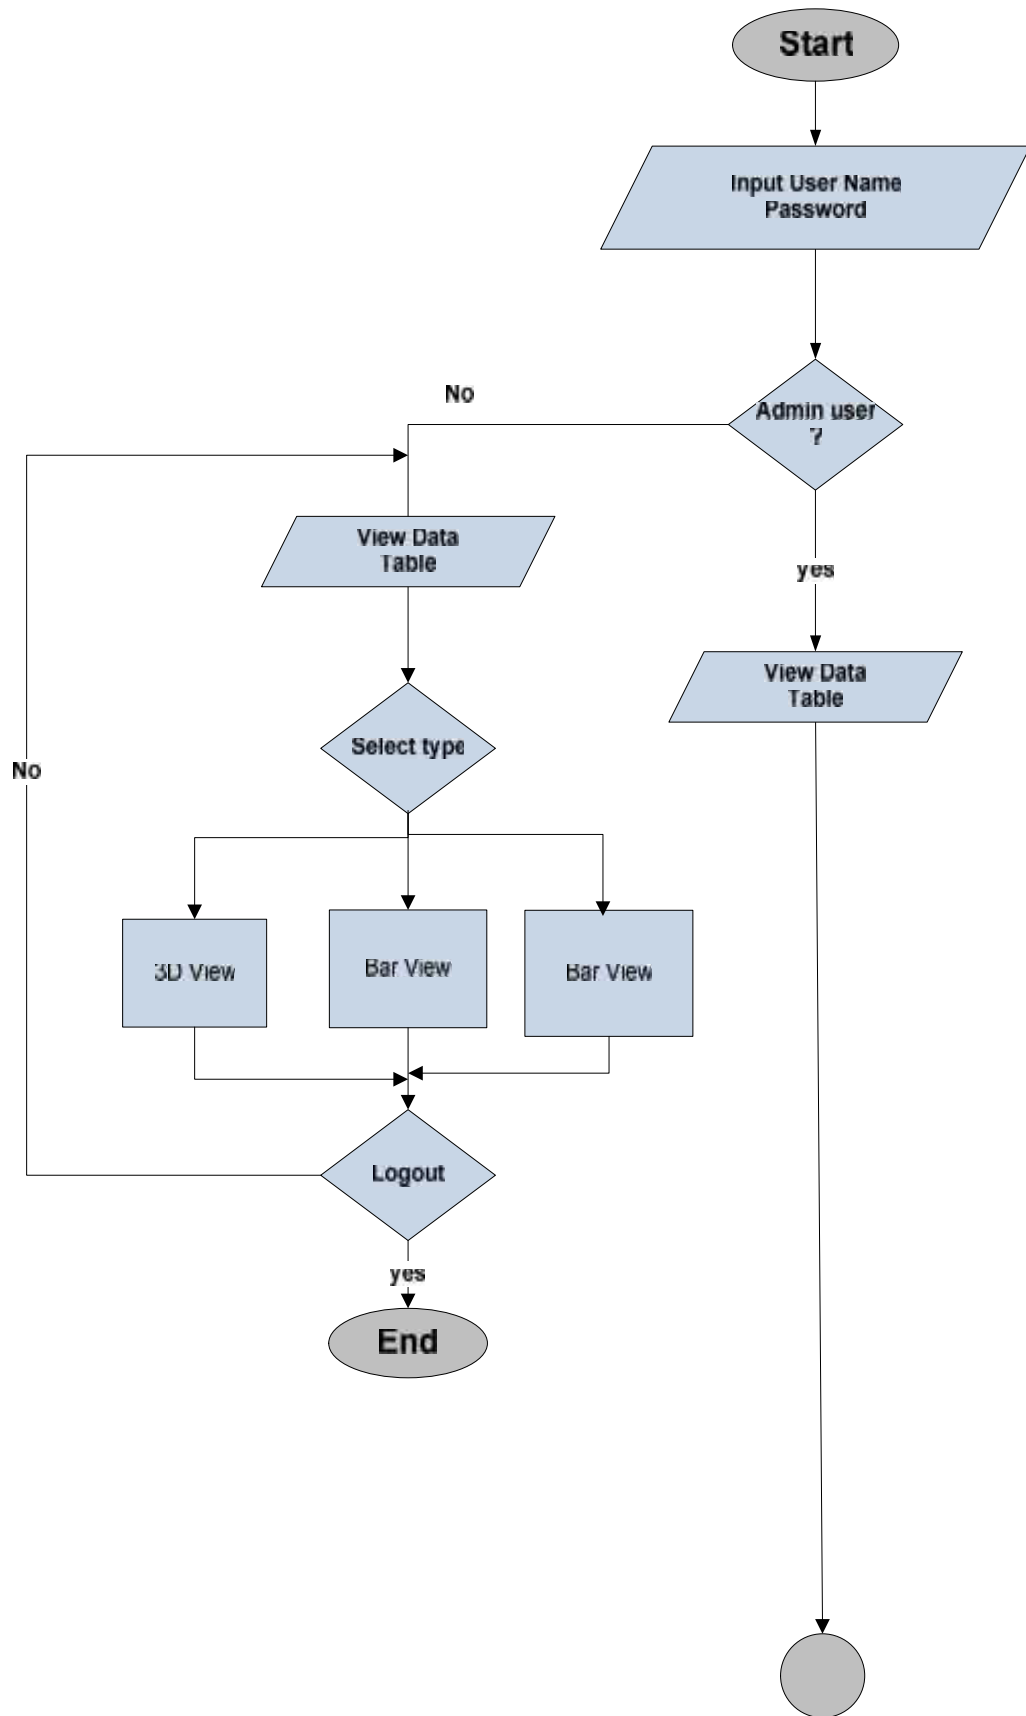 Start
Input User Name
Password
No
Admin user
?
View Data
Table
yes
View Data
Table
Select type
No
3D View
Bar View
Bar View
Logout
yes
End